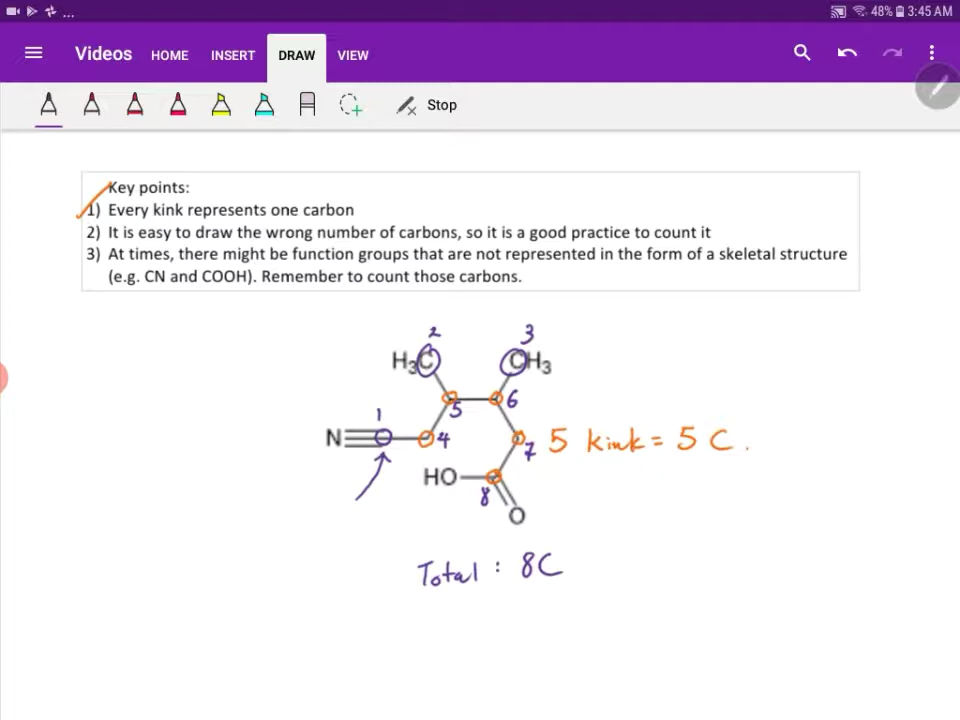 ... 48% 3:45 AM
Videos HOME INSERT DRAW VIEW
Stop
Key points:
1) Every kink represents one carbon
2) It is easy to draw the wrong number of carbons, so it is a good practice to count it
3) At times, there might be function groups that are not represented in the form of a skeletal structure
(e.g. CN and COOH). Remember to count those carbons.
2 3
H₃C CH₃
1 5 6
N 4 7 5 kink = 5 C .
HO 8
O
Total : 8C